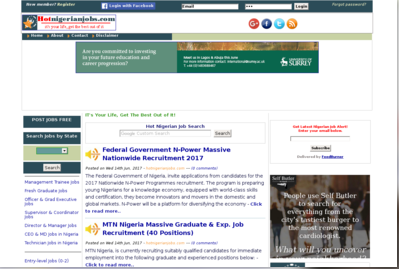 New member? Register
Login with Facebook
Email
Login
Forgot password?
Hotnigerianjobs.com
...it's your life, get the best out of it
Home
About
Contact
Disclaimer
Are you committed to investing
in your future education and
career progression?
Meet us in Lagos & Abuja this June
UNIVERSITY OF
SURREY
It's Your Life, Get The Best Out of It!
POST JOBS FREE
Search Jobs by State
Search
Management Trainee Jobs
Fresh Graduate Jobs
Officer & Grad Executive
Jobs
Supervisor & Coordinator
Jobs
Director & Manager Jobs
CEO & MD Jobs in Nigeria
Technician Jobs in Nigeria
Entry-level Jobs (0-2)
Hot Nigerian Job Search
Google Custom Search
Search
Federal Government N-Power Massive
Nationwide Recruitment 2017
Posted on Wed 14th Jun, 2017 - hotnigerianjobs.com --- (0 comments)
The Federal Government of Nigeria, invite applications from candidates for the
2017 Nationwide N-Power Programmes recruitment. The program is preparing
young Nigerians for a knowledge economy, equipped with world-class skills
and certification, they become innovators and movers in the domestic and
global markets. N-Power will be a platform for diversifying the economy - Click
to read more..
MTN Nigeria Massive Graduate & Exp. Job
Recruitment (40 Positions)
Posted on Wed 14th Jun, 2017 - hotnigerianjobs.com --- (0 comments)
MTN Nigeria, is currently recruiting suitably qualified candidates for immediate
employment into the following graduate and experienced positions below: -
Click to read more..
Get Latest Nigerian Job Alert!
Enter your email below
Subscribe
Delivered by FeedBurner
Self Butler
People use Self Butler
to search for
everything from the
city's tastiest burger to
the most renowned
cardiologist.
What will you uncover